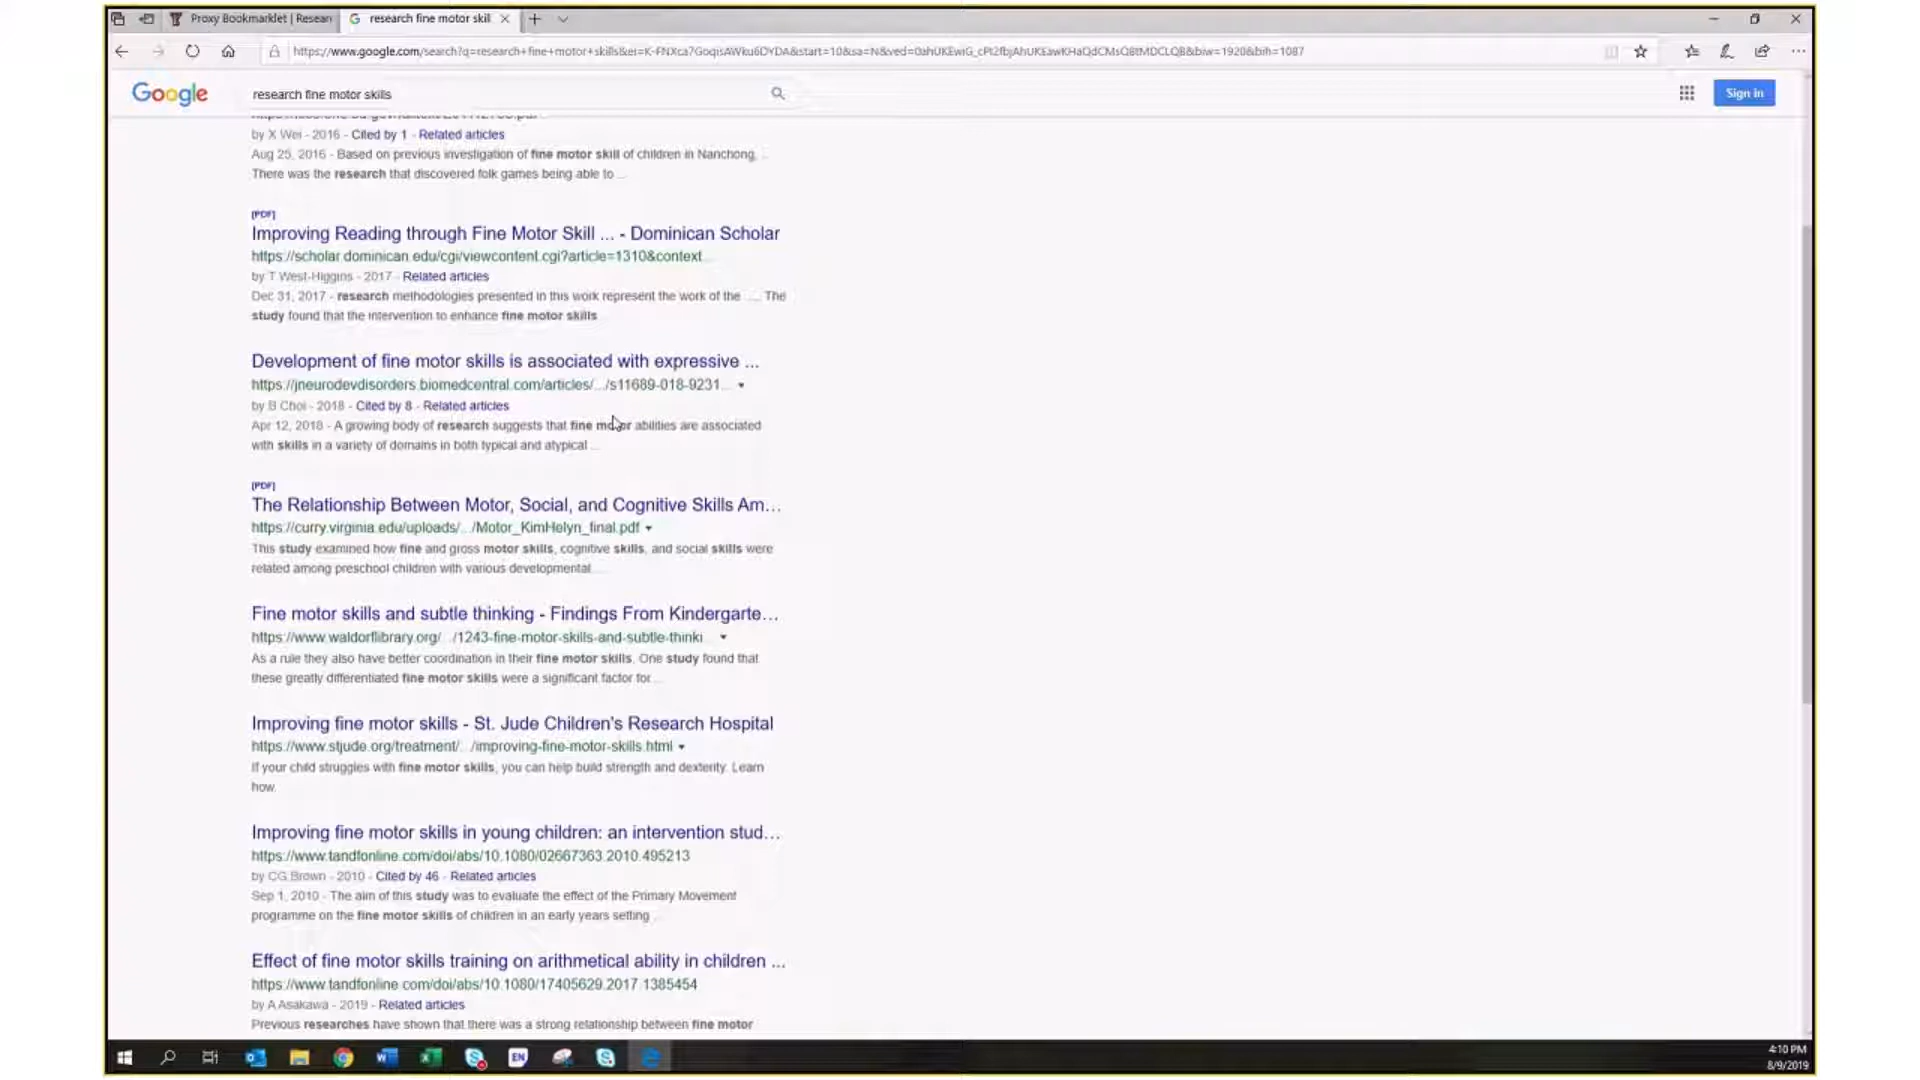 Proxy Bookmarklet | Resear
research fine motor skil
Google
research fine motor skills
Sign in
by X Wei - 2016 - Cited by 1 - Related articles
Aug 25, 2016 - Based on previous investigation of fine motor skill of children in Nanchong, ...
There was the research that discovered folk games being able to ...
[PDF]
Improving Reading through Fine Motor Skill ... - Dominican Scholar
https://scholar.dominican.edu/cgi/viewcontent.cgi?article=1310&context...
by T West-Higgins - 2017 - Related articles
Dec 31, 2017 - research methodologies presented in this work represent the work of the .... The
study found that the intervention to enhance fine motor skills
Development of fine motor skills is associated with expressive ...
https://jneurodevdisorders.biomedcentral.com/articles/.../s11689-018-9231...
by B Choi - 2018 - Cited by 8 - Related articles
Apr 12, 2018 - A growing body of research suggests that fine motor abilities are associated
with skills in a variety of domains in both typical and atypical ...
[PDF]
The Relationship Between Motor, Social, and Cognitive Skills Am...
https://curry.virginia.edu/uploads/.../Motor_KimHelyn_final.pdf
This study examined how fine and gross motor skills, cognitive skills, and social skills were
related among preschool children with various developmental ...
Fine motor skills and subtle thinking - Findings From Kindergarte...
https://www.waldorflibrary.org/.../1243-fine-motor-skills-and-subtle-thinki...
As a rule they also have better coordination in their fine motor skills. One study found that
these greatly differentiated fine motor skills were a significant factor for ...
Improving fine motor skills - St. Jude Children's Research Hospital
https://www.stjude.org/treatment/.../improving-fine-motor-skills.html
If your child struggles with fine motor skills, you can help build strength and dexterity. Learn
how.
Improving fine motor skills in young children: an intervention stud...
https://www.tandfonline.com/doi/abs/10.1080/02667363.2010.495213
by CG Brown - 2010 - Cited by 46 - Related articles
Sep 1, 2010 - The aim of this study was to evaluate the effect of the Primary Movement
programme on the fine motor skills of children in an early years setting ...
Effect of fine motor skills training on arithmetical ability in children ...
https://www.tandfonline.com/doi/abs/10.1080/17405629.2017.1385454
by A Asakawa - 2019 - Related articles
Previous researches have shown that there was a strong relationship between fine motor
EN
4:10 PM
8/9/2019